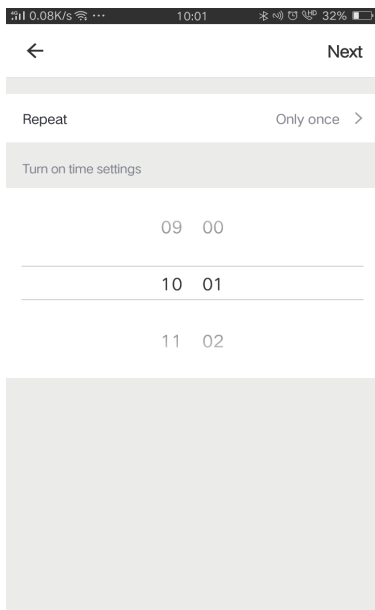 0.08K/s ··· 10:01 HD 32%
Next
Repeat Only once >
Turn on time settings
09 00
10 01
11 02